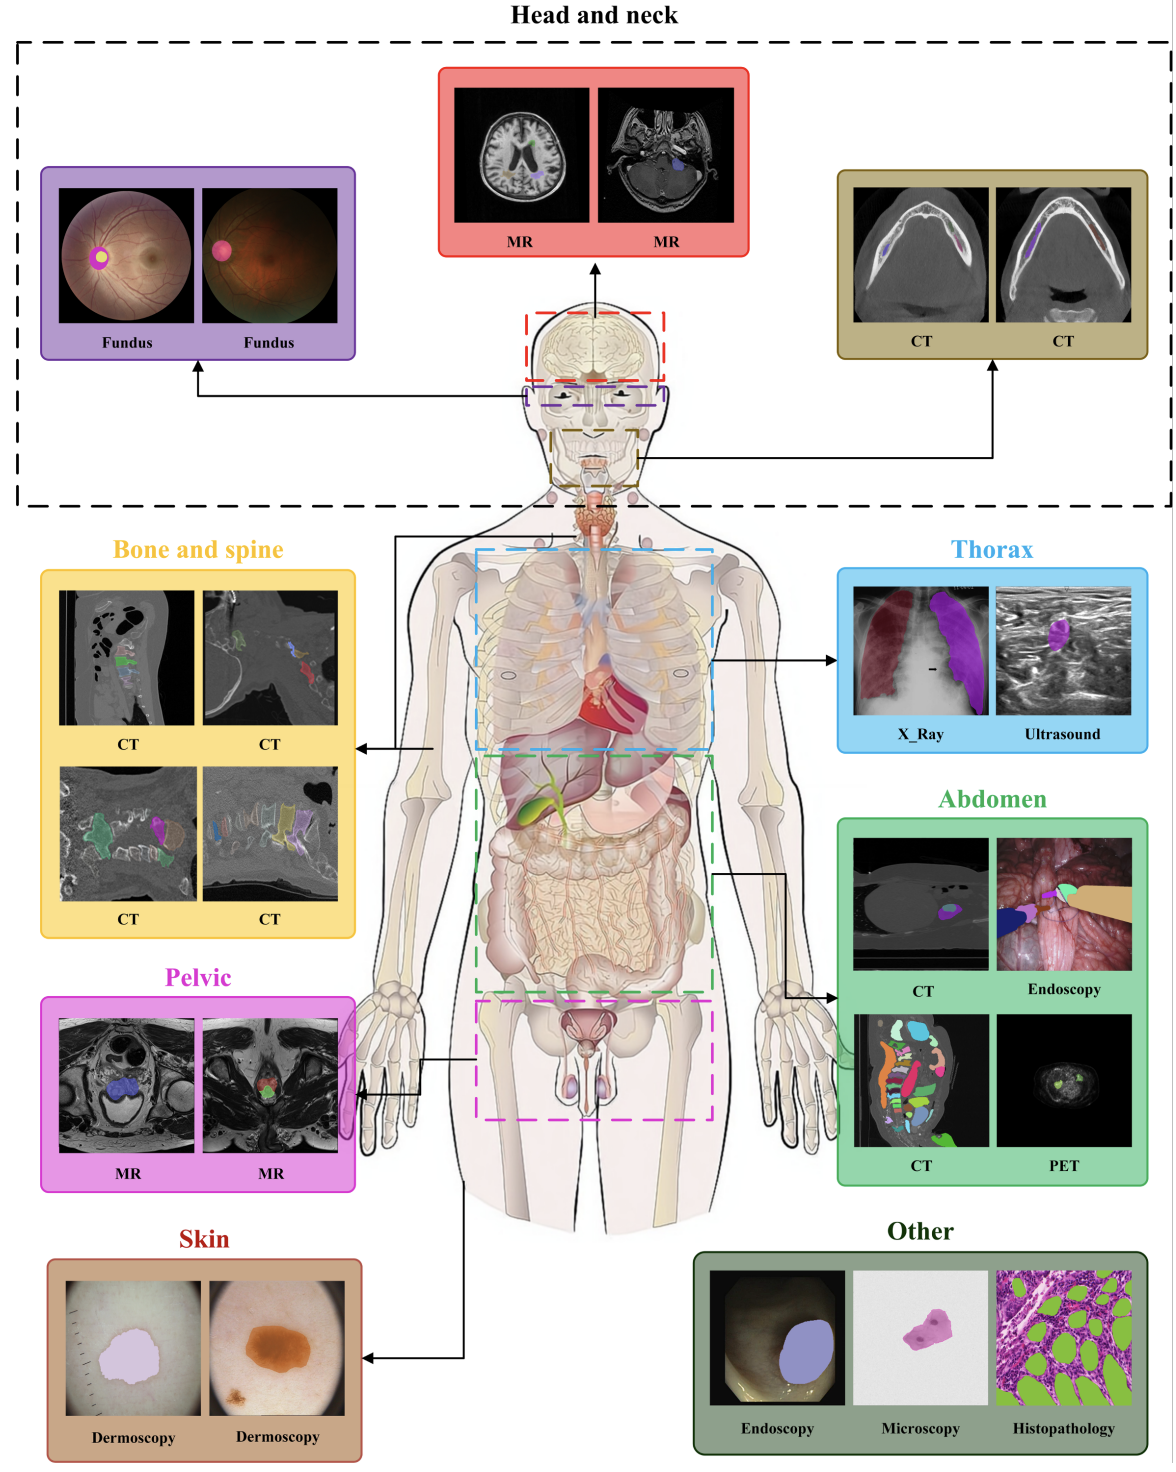 Head and neck
MR
MR
Fundus
Fundus
CT
CT
Bone and spine
CT
CT
CT
CT
Thorax
X_Ray
Ultrasound
Abdomen
CT
Endoscopy
CT
PET
Pelvic
MR
MR
Skin
Dermoscopy
Dermoscopy
Other
Endoscopy
Microscopy
Histopathology